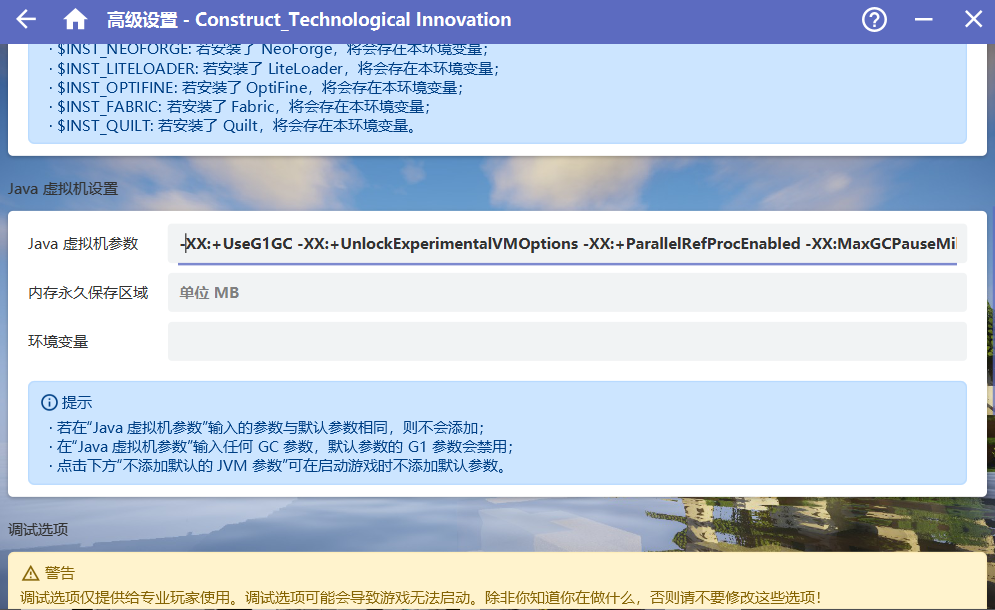 高级设置 - Construct_Technological Innovation
· $INST_NEOFORGE: 若安装了 NeoForge，将会存在本环境变量；
· $INST_LITELOADER: 若安装了 LiteLoader，将会存在本环境变量；
· $INST_OPTIFINE: 若安装了 OptiFine，将会存在本环境变量；
· $INST_FABRIC: 若安装了 Fabric，将会存在本环境变量；
· $INST_QUILT: 若安装了 Quilt，将会存在本环境变量。
Java 虚拟机设置
Java 虚拟机参数 -XX:+UseG1GC -XX:+UnlockExperimentalVMOptions -XX:+ParallelRefProcEnabled -XX:MaxGCPauseMil
内存永久保存区域 单位 MB
环境变量
提示
· 若在“Java 虚拟机参数”输入的参数与默认参数相同，则不会添加；
· 在“Java 虚拟机参数”输入任何 GC 参数，默认参数的 G1 参数会禁用；
· 点击下方“不添加默认的 JVM 参数”可在启动游戏时不添加默认参数。
调试选项
警告
调试选项仅提供给专业玩家使用。调试选项可能会导致游戏无法启动。除非你知道你在做什么，否则请不要修改这些选项！